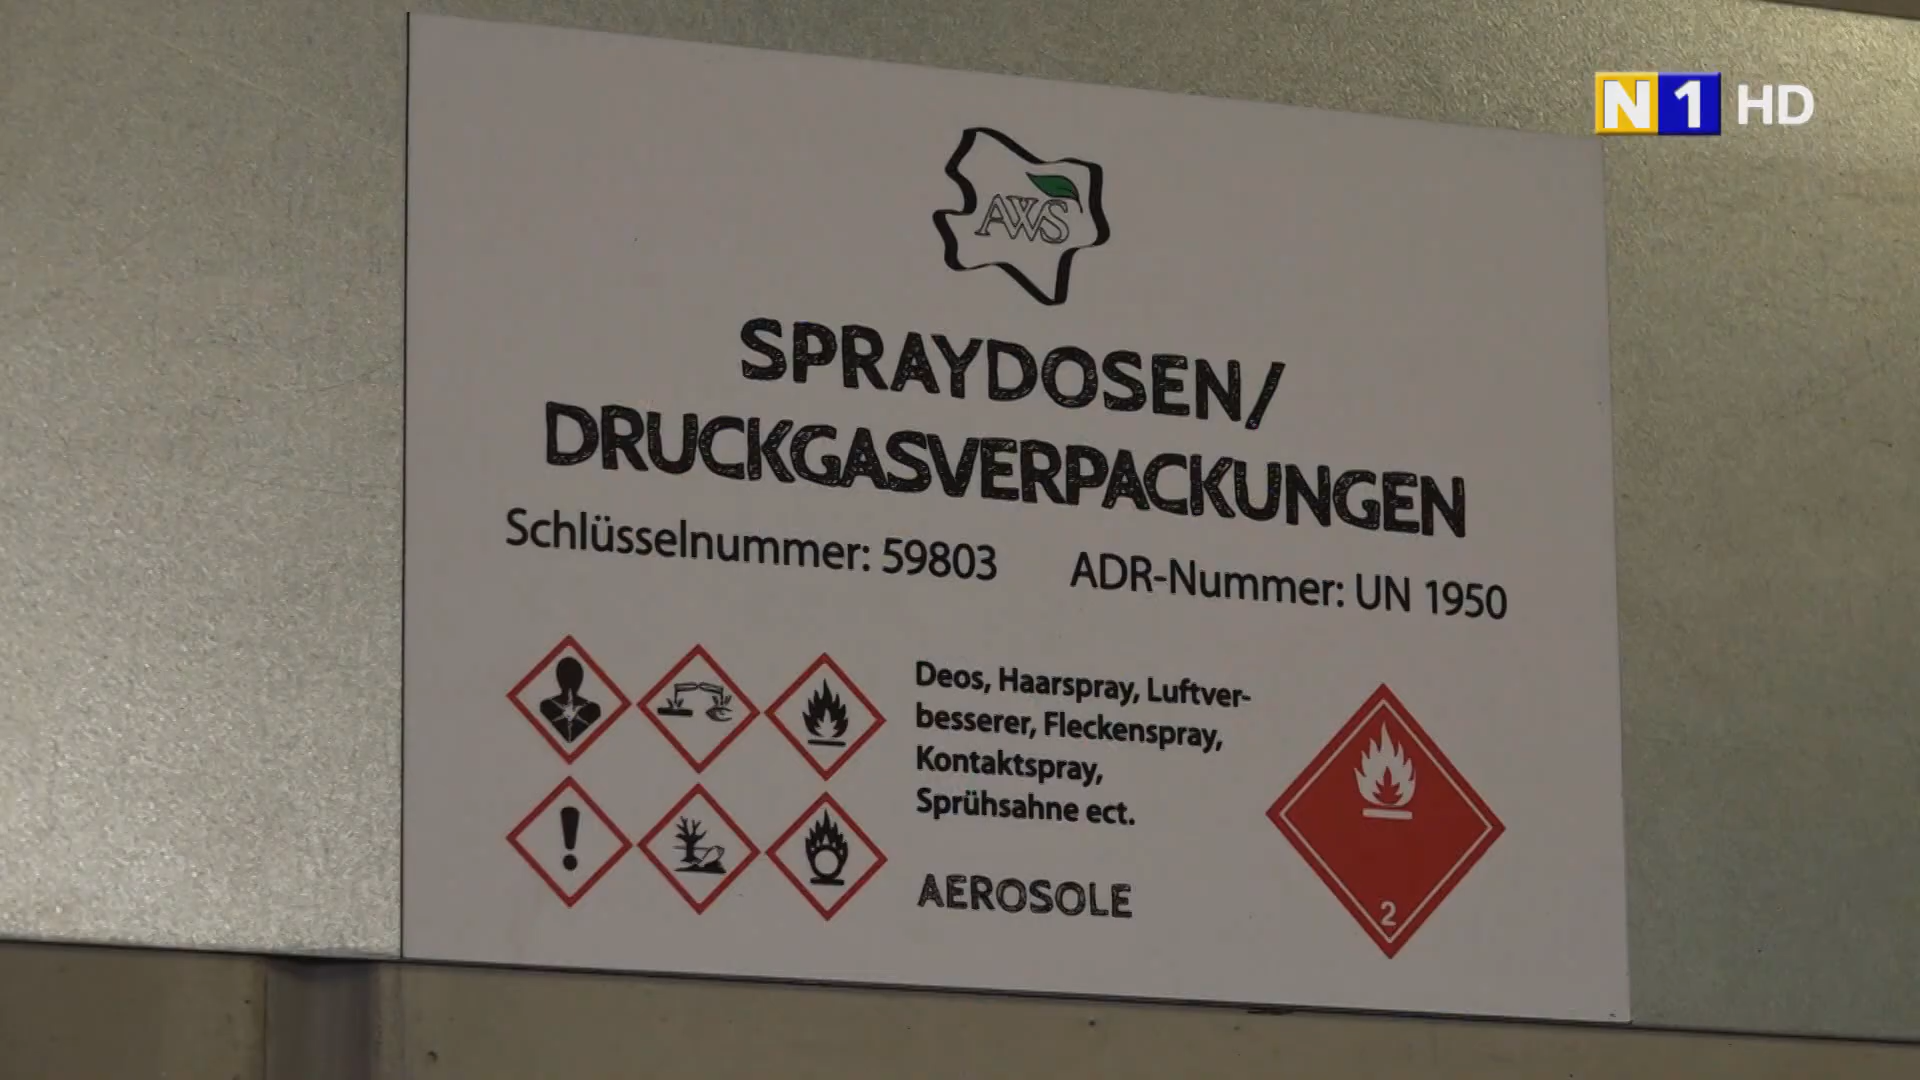 N1 HD
AWS
SPRAYDOSEN/
DRUCKGASVERPACKUNGEN
Schlüsselnummer: 59803 ADR-Nummer: UN 1950
Deos, Haarspray, Luftver-
besserer, Fleckenspray,
Kontaktspray,
Sprühsahne ect.
AEROSOLE
2